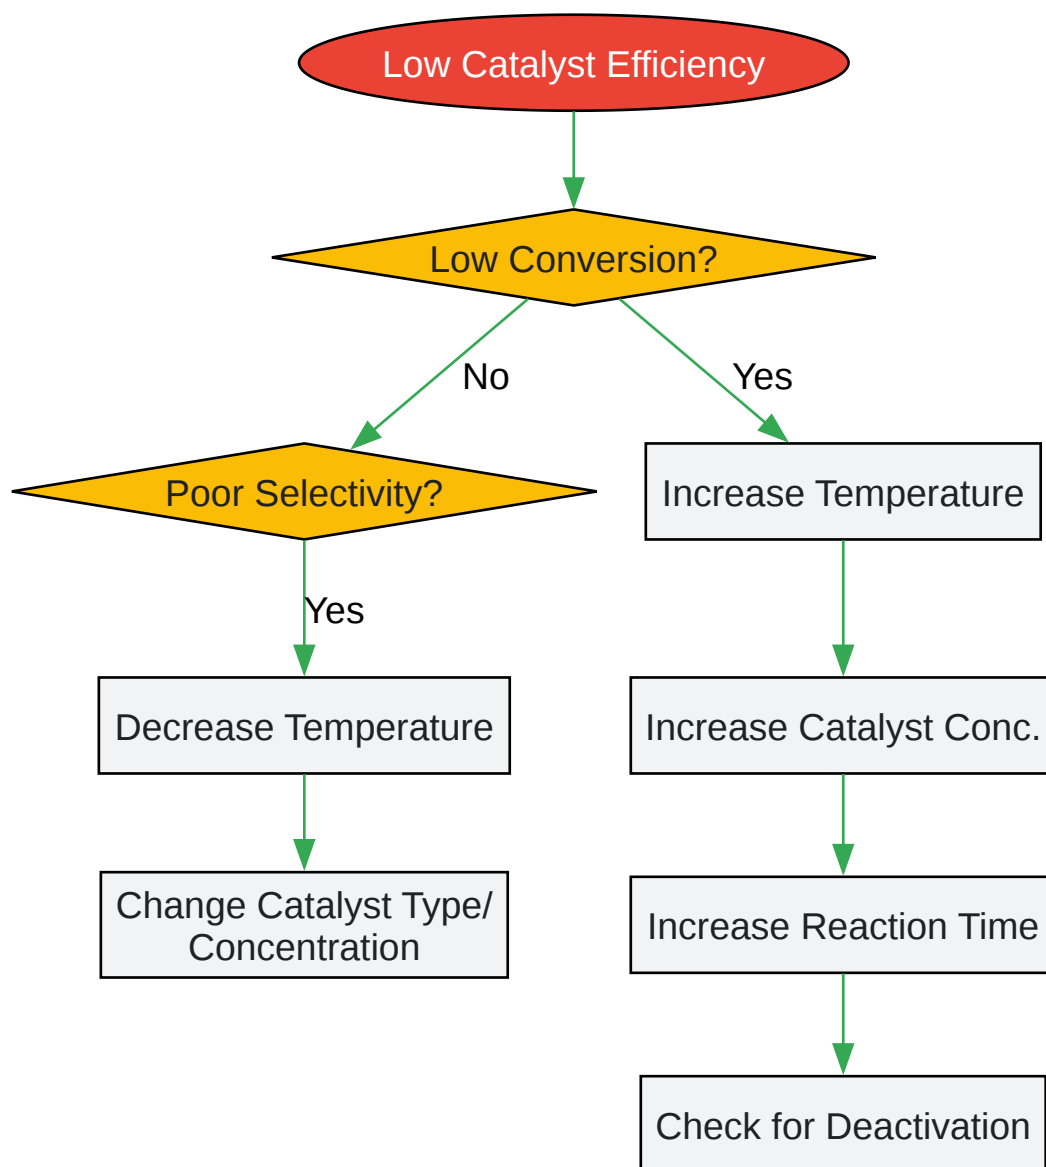 Low Catalyst Efficiency
Low Conversion?
No
Yes
Poor Selectivity?
Increase Temperature
Yes
Decrease Temperature
Increase Catalyst Conc.
Change Catalyst Type/
Concentration
Increase Reaction Time
Check for Deactivation